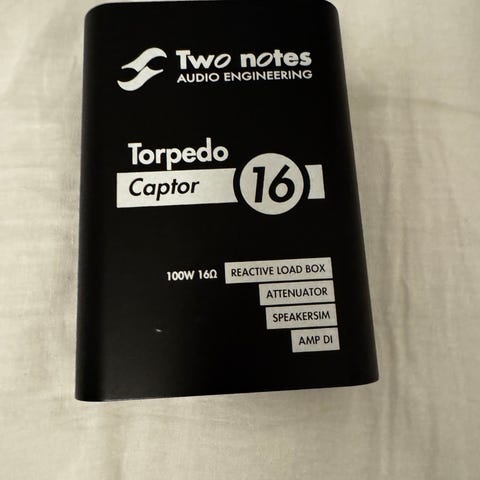 Two notes
AUDIO ENGINEERING
Torpedo
Captor 16
100W 16Ω REACTIVE LOAD BOX
ATTENUATOR
SPEAKERSIM
AMP DI